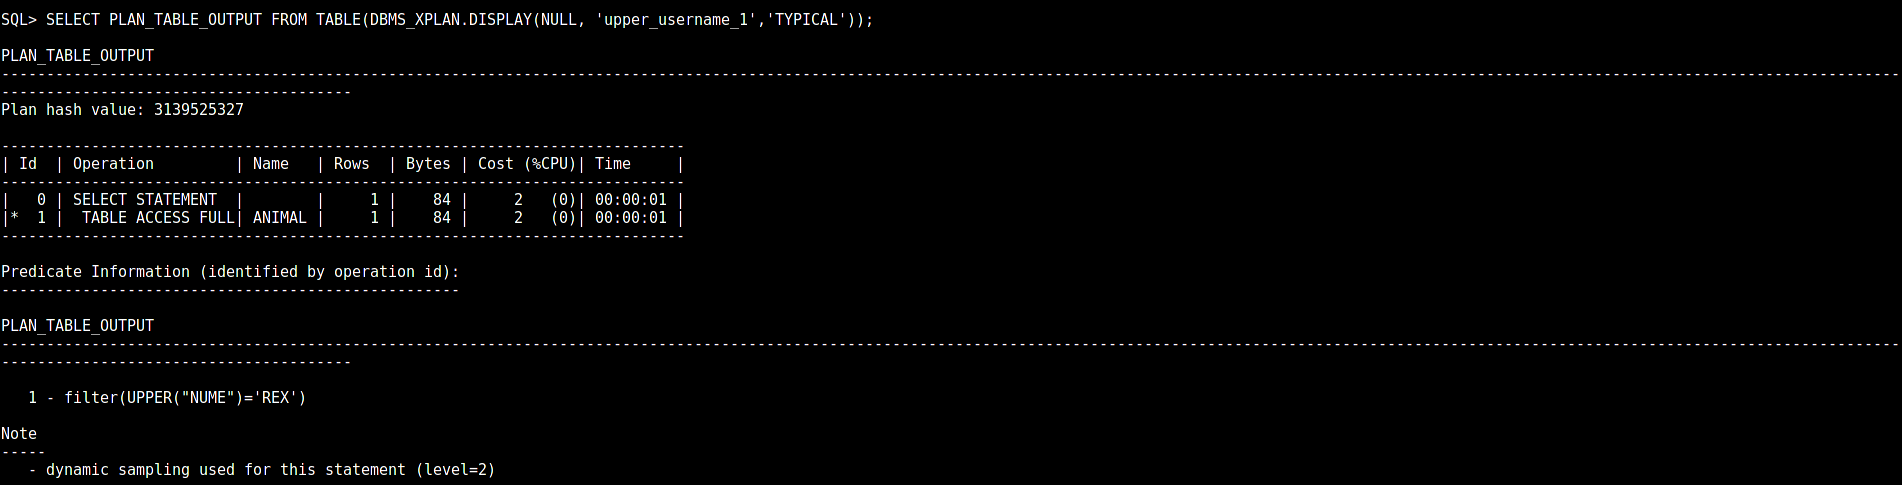 SQL> SELECT PLAN_TABLE_OUTPUT FROM TABLE(DBMS_XPLAN.DISPLAY(NULL, 'upper_username_1','TYPICAL'));
PLAN_TABLE_OUTPUT
--------------------------------------------------------------------------------------------------------------------------------------------------------------------------------------------------------------------
---------------------------------------
Plan hash value: 3139525327
----------------------------------------------------------------------------
| Id  | Operation         | Name   | Rows  | Bytes | Cost (%CPU)| Time     |
----------------------------------------------------------------------------
|   0 | SELECT STATEMENT  |        |     1 |    84 |     2   (0)| 00:00:01 |
|*  1 |  TABLE ACCESS FULL| ANIMAL |     1 |    84 |     2   (0)| 00:00:01 |
----------------------------------------------------------------------------
Predicate Information (identified by operation id):
---------------------------------------------------
PLAN_TABLE_OUTPUT
--------------------------------------------------------------------------------------------------------------------------------------------------------------------------------------------------------------------
---------------------------------------
   1 - filter(UPPER("NUME")='REX')
Note
-----
   - dynamic sampling used for this statement (level=2)